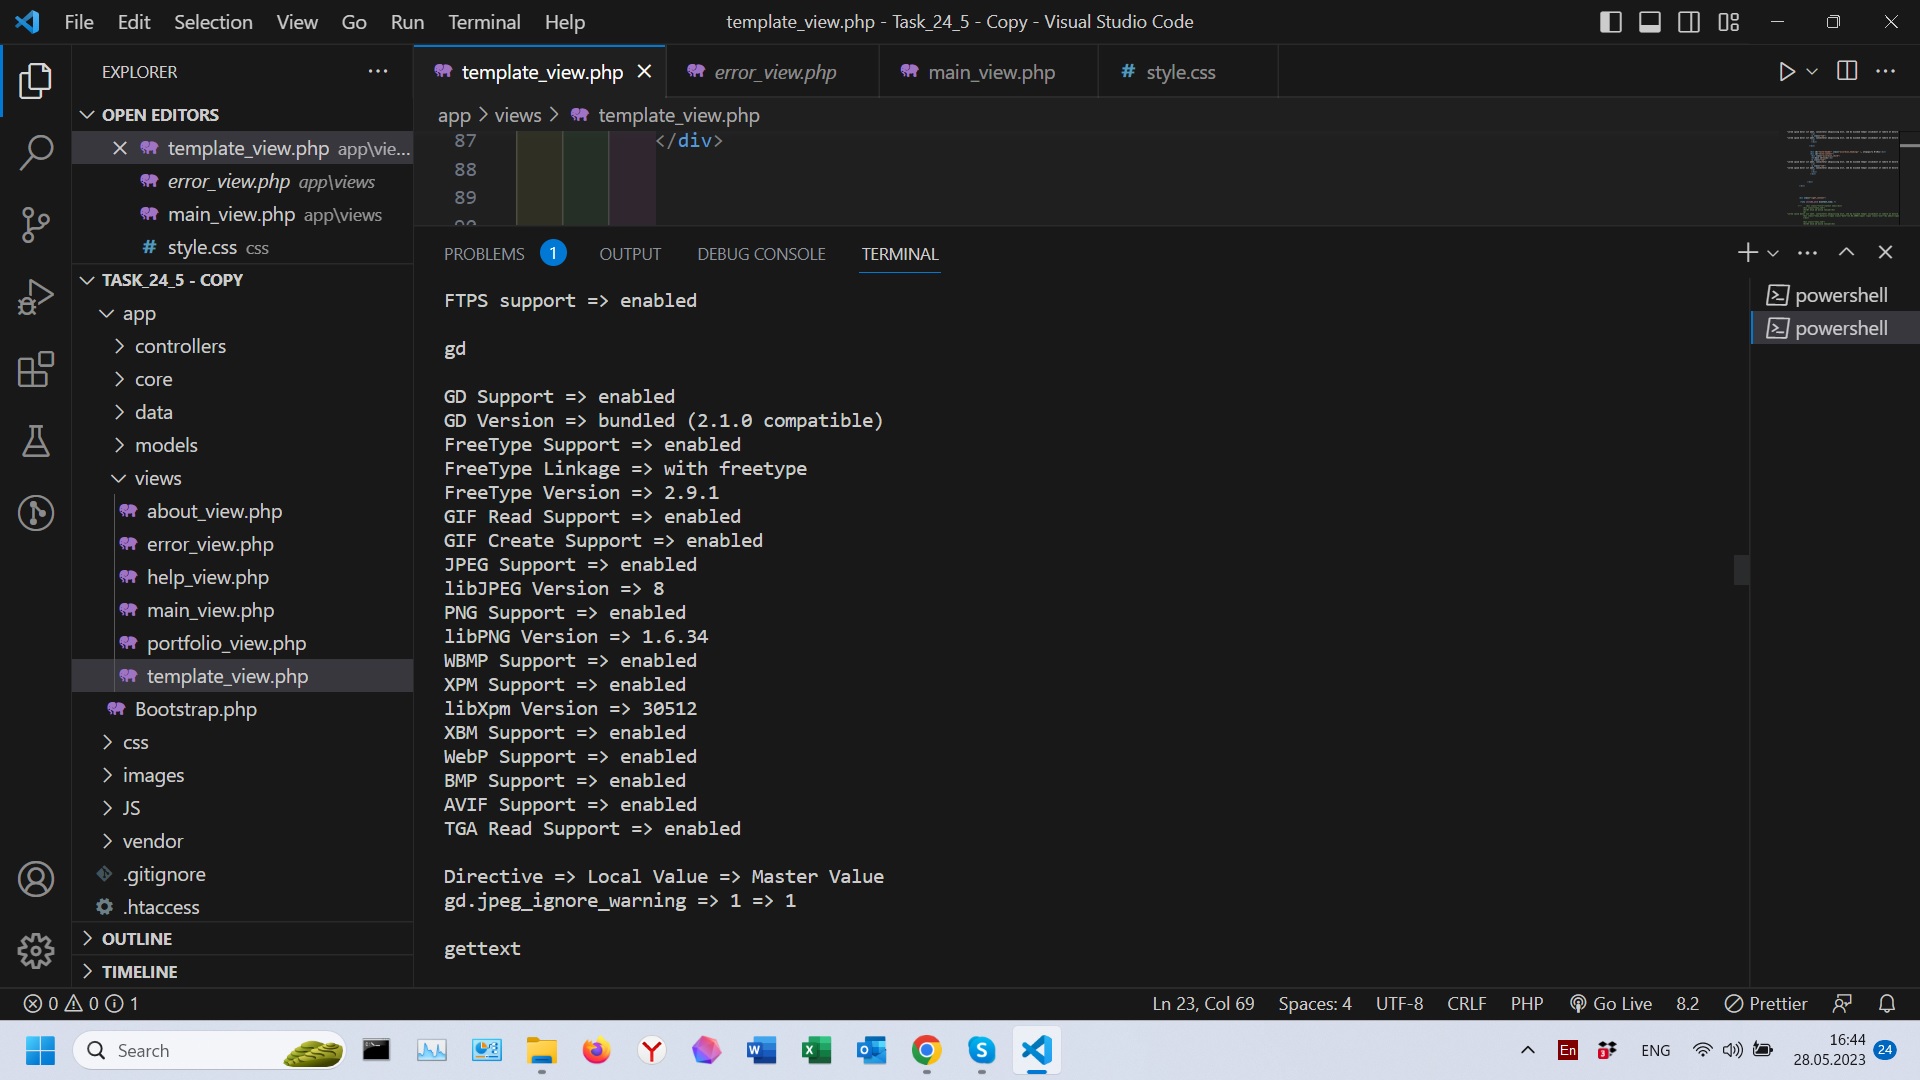 File Edit Selection View Go Run Terminal Help
template_view.php - Task_24_5 - Copy - Visual Studio Code
EXPLORER
OPEN EDITORS
template_view.php app\vie...
error_view.php app\views
main_view.php app\views
# style.css css
TASK_24_5 - COPY
app
controllers
core
data
models
views
about_view.php
error_view.php
help_view.php
main_view.php
portfolio_view.php
template_view.php
Bootstrap.php
css
images
JS
vendor
.gitignore
.htaccess
OUTLINE
TIMELINE
template_view.php
error_view.php
main_view.php
# style.css
app > views > template_view.php
87 </div>
88
89
PROBLEMS 1 OUTPUT DEBUG CONSOLE TERMINAL
FTPS support => enabled
gd
GD Support => enabled
GD Version => bundled (2.1.0 compatible)
FreeType Support => enabled
FreeType Linkage => with freetype
FreeType Version => 2.9.1
GIF Read Support => enabled
GIF Create Support => enabled
JPEG Support => enabled
libJPEG Version => 8
PNG Support => enabled
libPNG Version => 1.6.34
WBMP Support => enabled
XPM Support => enabled
libXpm Version => 30512
XBM Support => enabled
WebP Support => enabled
BMP Support => enabled
AVIF Support => enabled
TGA Read Support => enabled
Directive => Local Value => Master Value
gd.jpeg_ignore_warning => 1 => 1
gettext
powershell
powershell
0 0 1
Ln 23, Col 69 Spaces: 4 UTF-8 CRLF PHP Go Live 8.2 Prettier
Search
En
3
ENG
16:44
28.05.2023
24